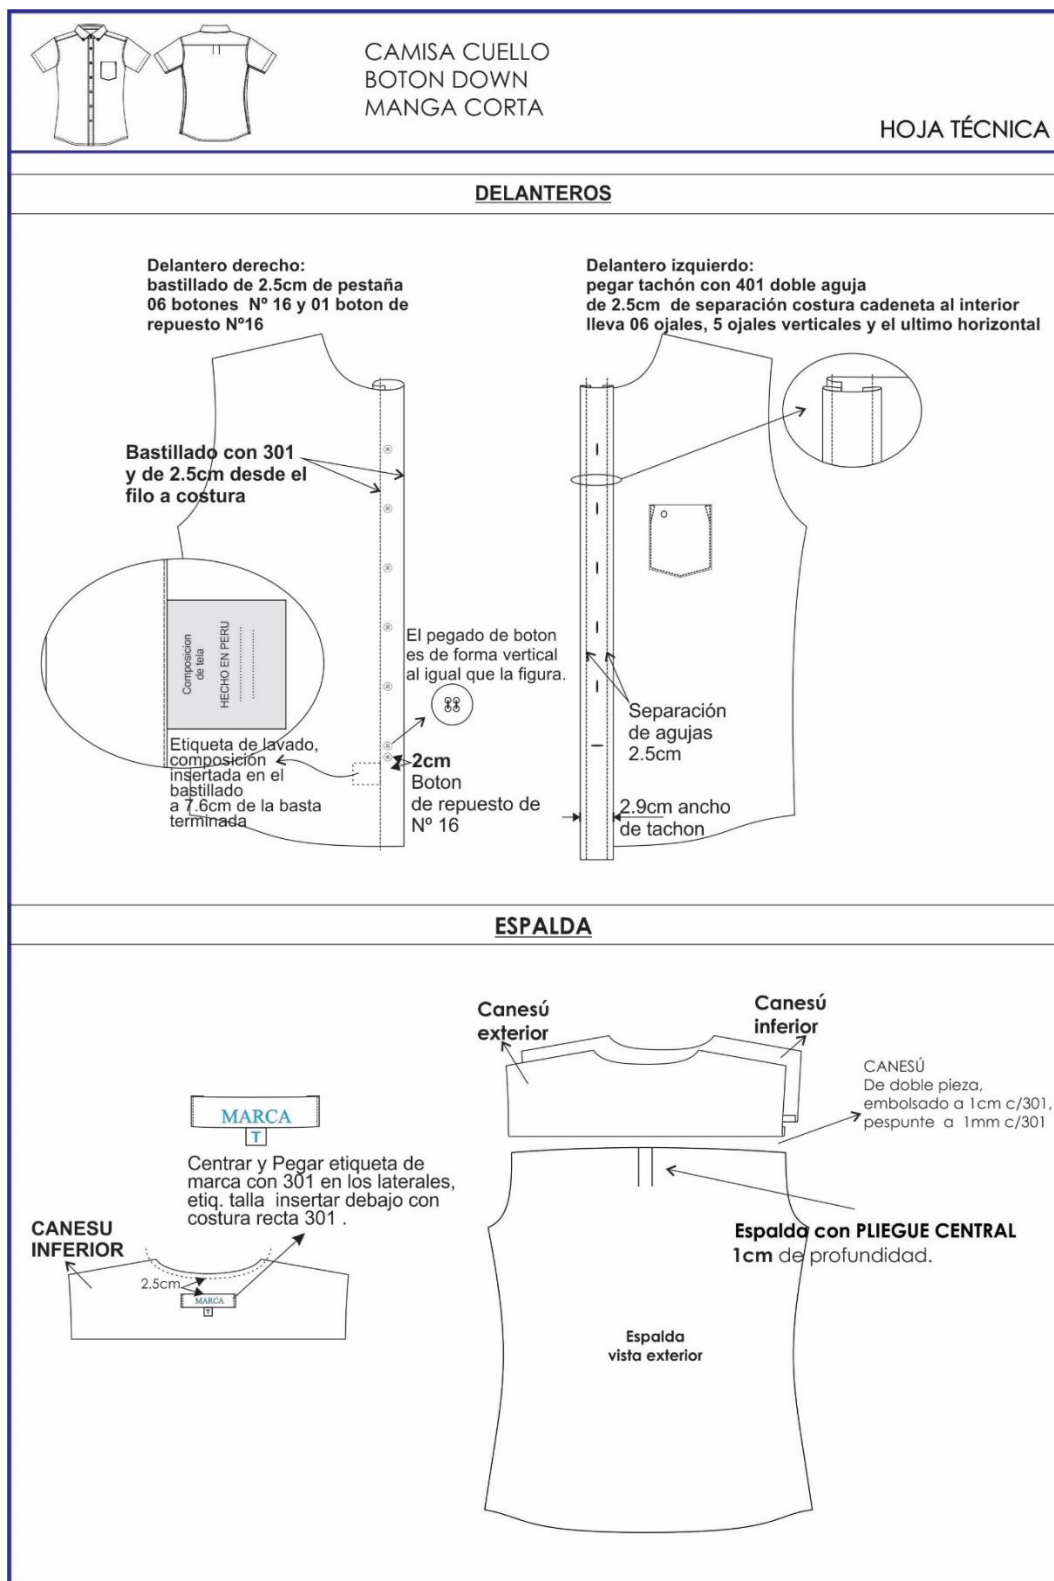 CAMISA CUELLO
BOTON DOWN
MANGA CORTA
HOJA TÉCNICA
DELANTEROS
Delantero derecho:
bastillado de 2.5cm de pestaña
06 botones Nº 16 y 01 boton de
repuesto Nº16
Delantero izquierdo:
pegar tachón con 401 doble aguja
de 2.5cm de separación costura cadeneta al interior
lleva 06 ojales, 5 ojales verticales y el ultimo horizontal
Bastillado con 301
y de 2.5cm desde el
filo a costura
Composicion
de tela
HECHO EN PERU
El pegado de boton
es de forma vertical
al igual que la figura.
Etiqueta de lavado,
composición
insertada en el
bastillado
a 7.6cm de la basta
terminada
2cm
Boton
de repuesto de
Nº 16
Separación
de agujas
2.5cm
2.9cm ancho
de tachon
ESPALDA
Canesú
exterior
Canesú
inferior
CANESÚ
De doble pieza,
embolsado a 1cm c/301,
pespunte a 1mm c/301
MARCA
T
Centrar y Pegar etiqueta de
marca con 301 en los laterales,
etiq. talla insertar debajo con
costura recta 301 .
CANESU
INFERIOR
2.5cm
MARCA
T
Espalda con PLIEGUE CENTRAL
1cm de profundidad.
Espalda
vista exterior